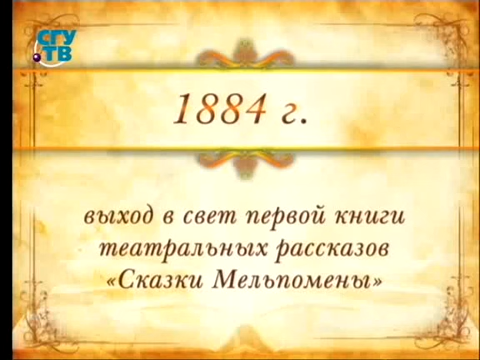 СГУ
ТВ
1884 г.
выход в свет первой книги
театральных рассказов
«Сказки Мельпомены»